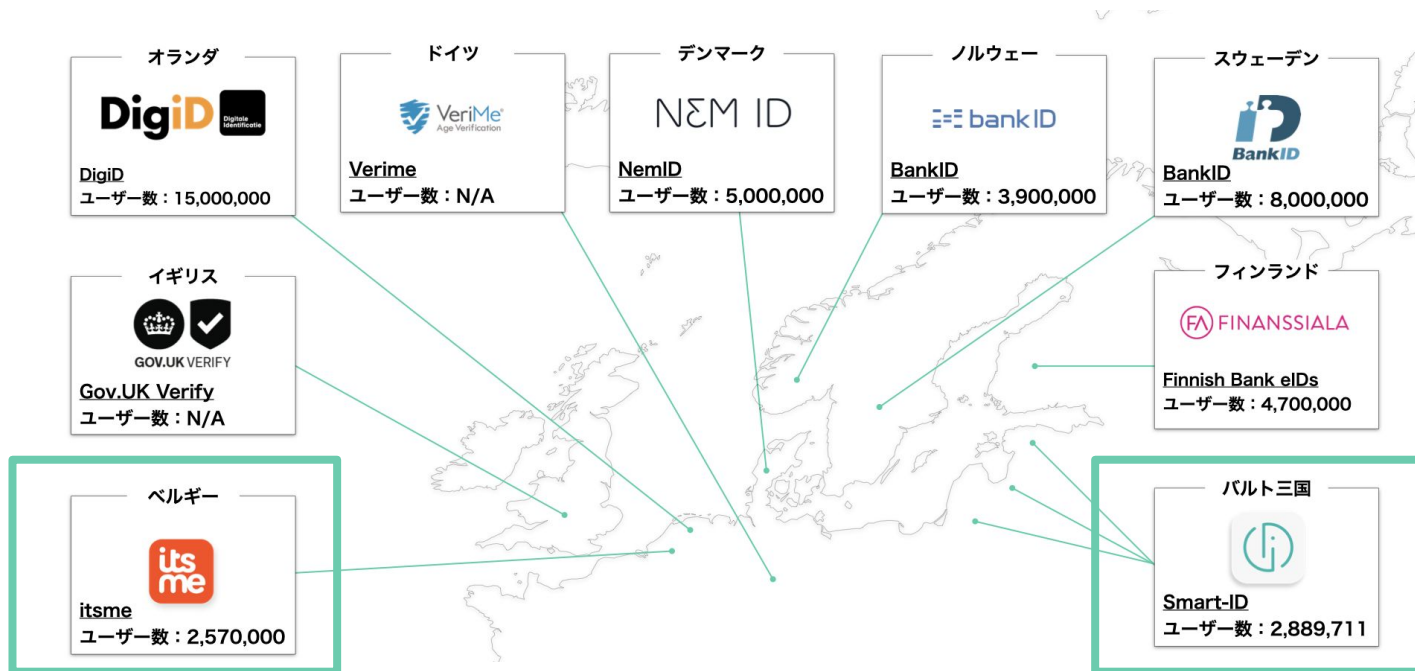 オランダ
DigiD
Digitale
Identificatie
DigiD
ユーザー数：15,000,000
ドイツ
VeriMe®
Age Verification
Verime
ユーザー数：N/A
デンマーク
NΣM ID
NemID
ユーザー数：5,000,000
ノルウェー
bankID
BankID
ユーザー数：3,900,000
スウェーデン
iD
BankID
BankID
ユーザー数：8,000,000
イギリス
GOV.UK VERIFY
Gov.UK Verify
ユーザー数：N/A
フィンランド
FA FINANSSIALA
Finnish Bank eIDs
ユーザー数：4,700,000
ベルギー
its
me
itsme
ユーザー数：2,570,000
バルト三国
Smart-ID
ユーザー数：2,889,711